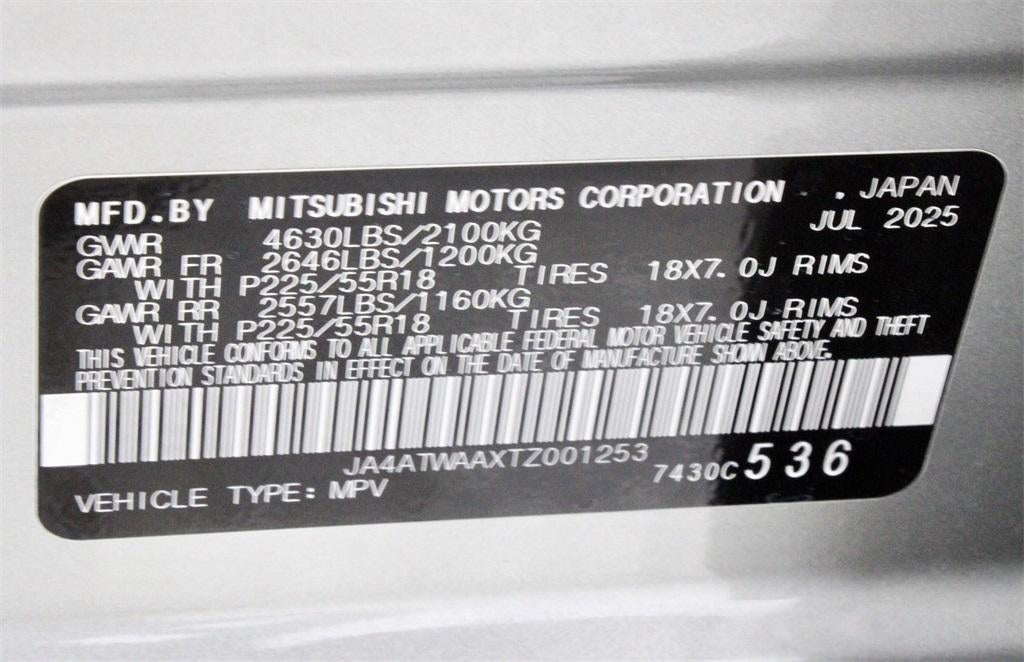 MFD.BY MITSUBISHI MOTORS CORPORATION , JAPAN
JUL 2025
GVWR 4630LBS/2100KG
GAWR FR 2646LBS/1200KG
WITH P225/55R18 TIRES 18X7.0J RIMS
GAWR RR 2557LBS/1160KG
WITH P225/55R18 TIRES 18X7.0J RIMS
THIS VEHICLE CONFORMS TO ALL APPLICABLE FEDERAL MOTOR VEHICLE SAFETY AND THEFT
PREVENTION STANDARDS IN EFFECT ON THE DATE OF MANUFACTURE SHOWN ABOVE.
JA4ATWAAXTZ001253
7430C 536
VEHICLE TYPE: MPV